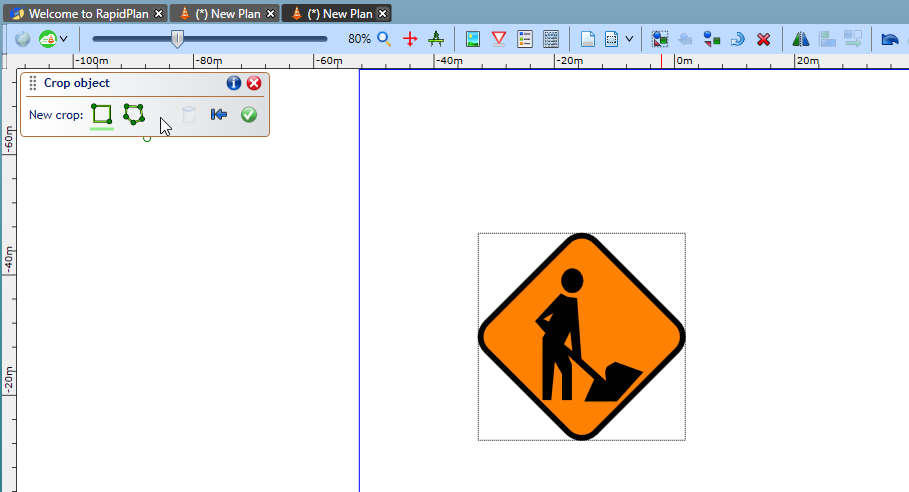 Welcome to RapidPlan
(*) New Plan
(*) New Plan
80%
-100m -80m -60m -40m -20m 0m 20m
Crop object
New crop:
-60m
-40m
-20m